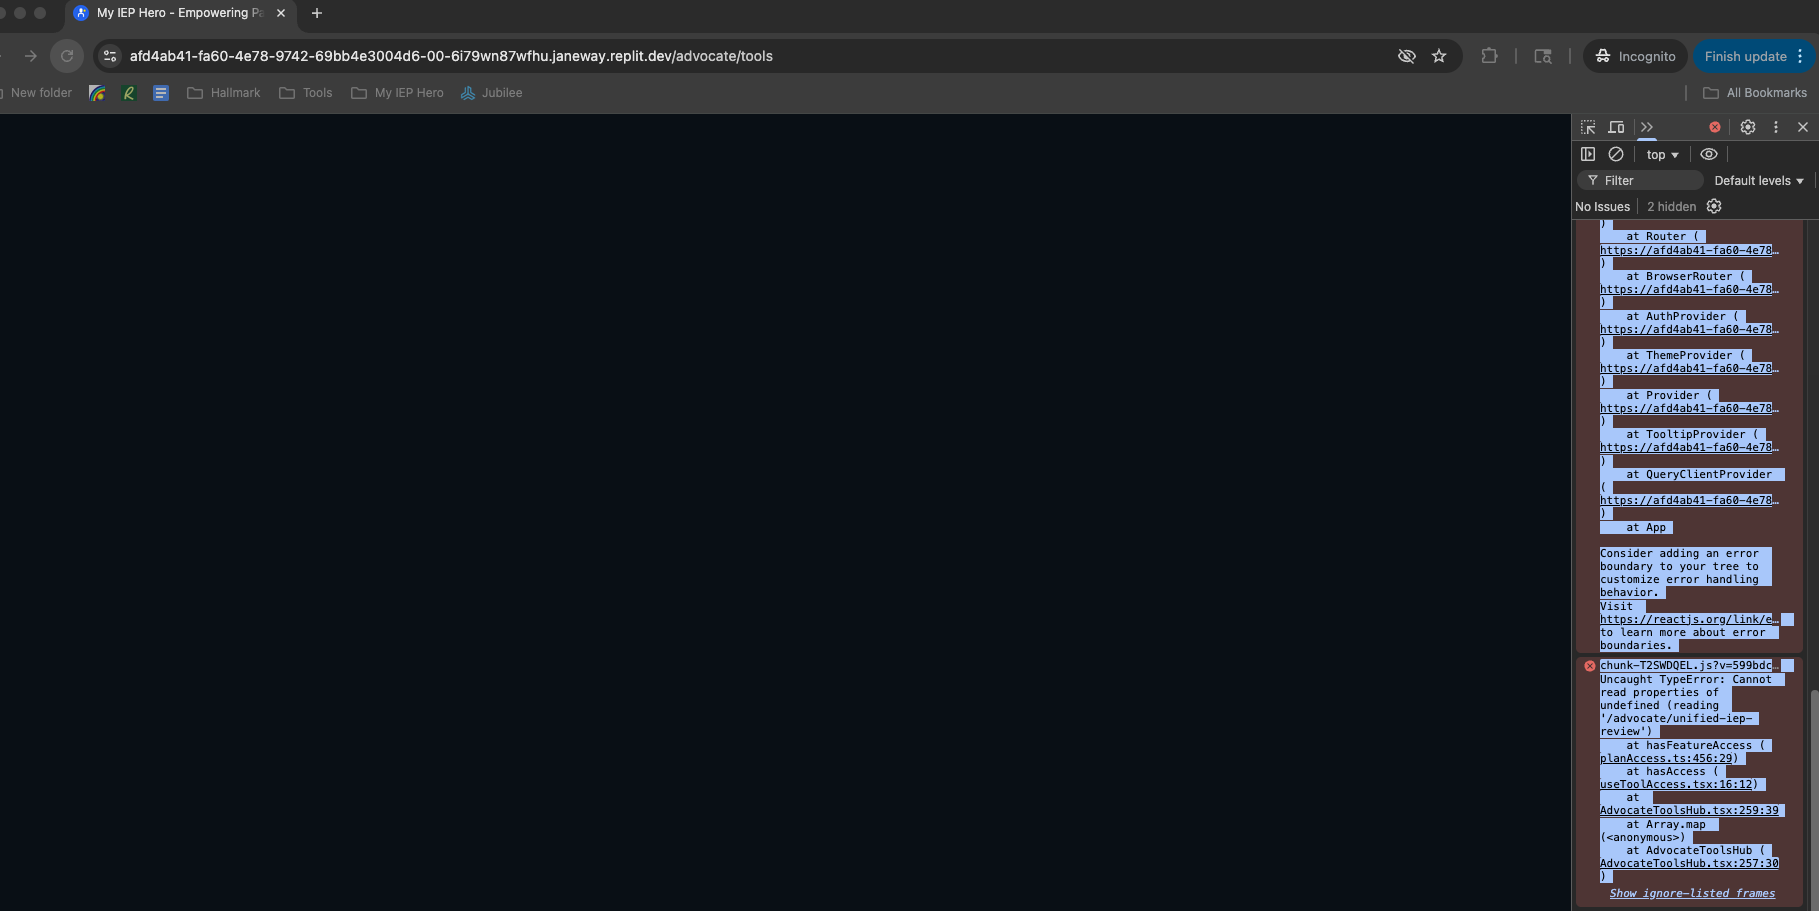 My IEP Hero - Empowering Pa
afd4ab41-fa60-4e78-9742-69bb4e3004d6-00-6i79wn87wfhu.janeway.replit.dev/advocate/tools
Incognito
Finish update
New folder
Hallmark
Tools
My IEP Hero
Jubilee
All Bookmarks
top
Filter
Default levels
No Issues
2 hidden
)
at Router (
https://afd4ab41-fa60-4e78…
)
at BrowserRouter (
https://afd4ab41-fa60-4e78…
)
at AuthProvider (
https://afd4ab41-fa60-4e78…
)
at ThemeProvider (
https://afd4ab41-fa60-4e78…
)
at Provider (
https://afd4ab41-fa60-4e78…
)
at TooltipProvider (
https://afd4ab41-fa60-4e78…
)
at QueryClientProvider
(
https://afd4ab41-fa60-4e78…
)
at App
Consider adding an error
boundary to your tree to
customize error handling
behavior.
Visit
https://reactjs.org/link/e…
to learn more about error
boundaries.
chunk-T2SWDQEL.js?v=599bdc…
Uncaught TypeError: Cannot
read properties of
undefined (reading
'/advocate/unified-iep-
review')
at hasFeatureAccess (
planAccess.ts:456:29)
at hasAccess (
useToolAccess.tsx:16:12)
at
AdvocateToolsHub.tsx:259:39
at Array.map
(<anonymous>)
at AdvocateToolsHub (
AdvocateToolsHub.tsx:257:30
)
Show ignore-listed frames